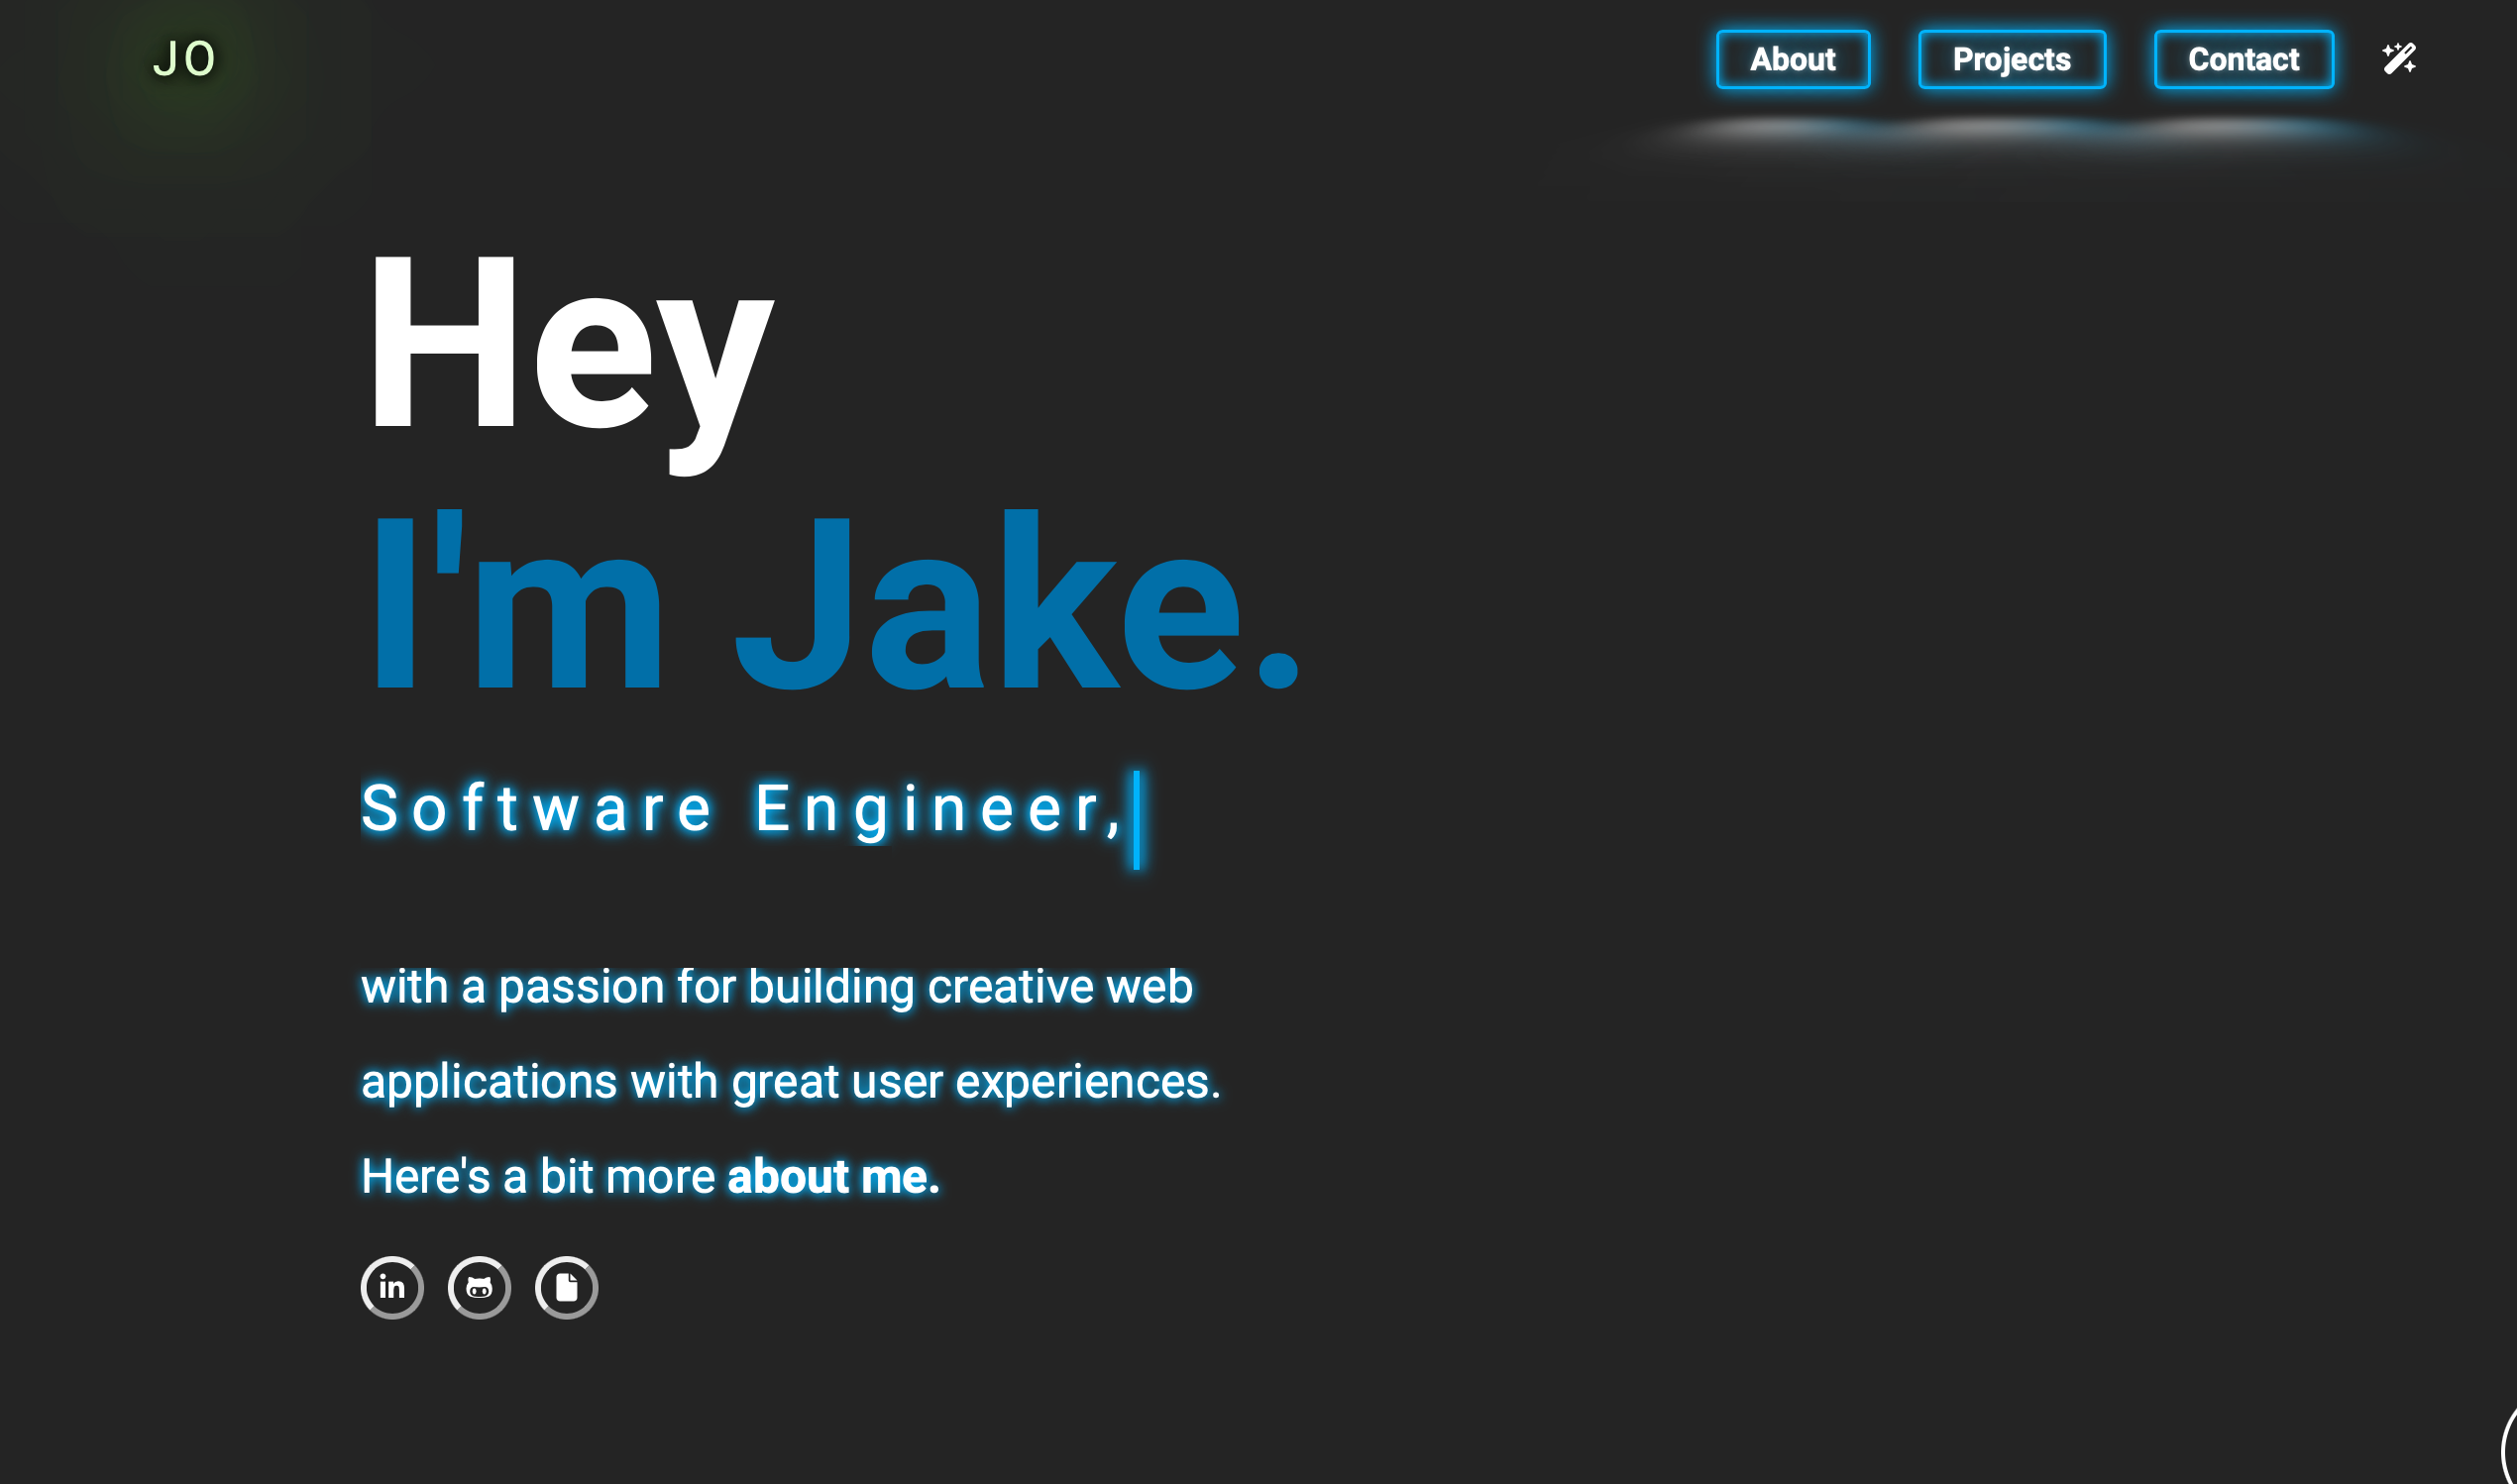 JO
About Projects Contact
Hey
I'm Jake.
Software Engineer,
with a passion for building creative web
applications with great user experiences.
Here's a bit more about me.
in